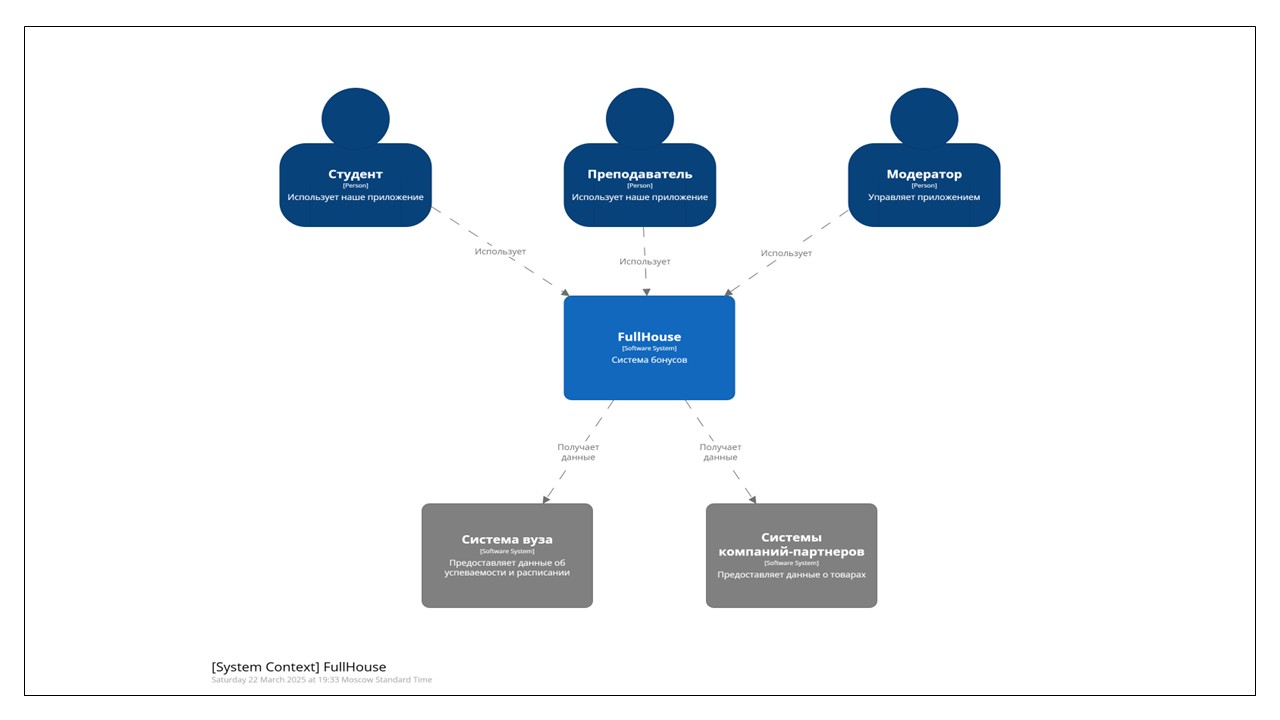 Студент
[Person]
Использует наше приложение
Преподаватель
[Person]
Использует наше приложение
Модератор
[Person]
Управляет приложением
Использует
Использует
Использует
FullHouse
[Software System]
Система бонусов
Получает
данные
Получает
данные
Система вуза
[Software System]
Предоставляет данные об
успеваемости и расписании
Системы
компаний-партнеров
[Software System]
Предоставляет данные о товарах
[System Context] FullHouse
Saturday 22 March 2025 at 19:33 Moscow Standard Time